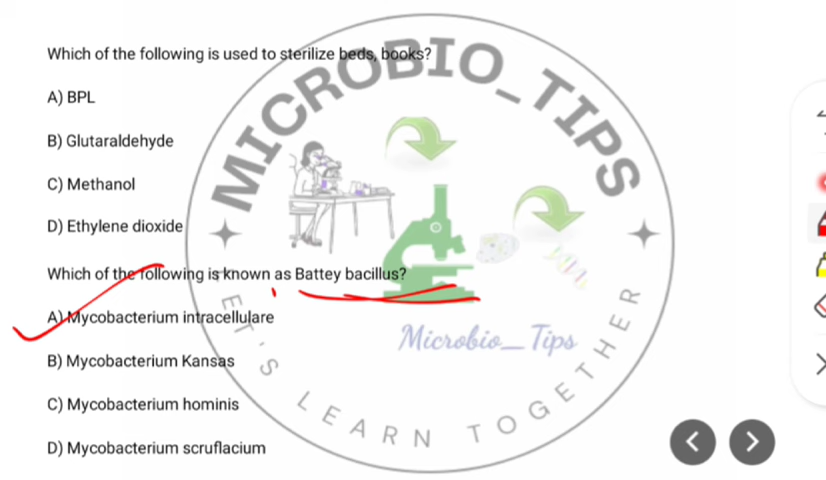 Which of the following is used to sterilize beds, books?
A) BPL
B) Glutaraldehyde
C) Methanol
D) Ethylene dioxide
Which of the following is known as Battey bacillus?
A) Mycobacterium intracellulare
B) Mycobacterium Kansas
C) Mycobacterium hominis
D) Mycobacterium scruflacium
MICROBIO_TIPS
Microbio_Tips
LET'S LEARN TOGETHER